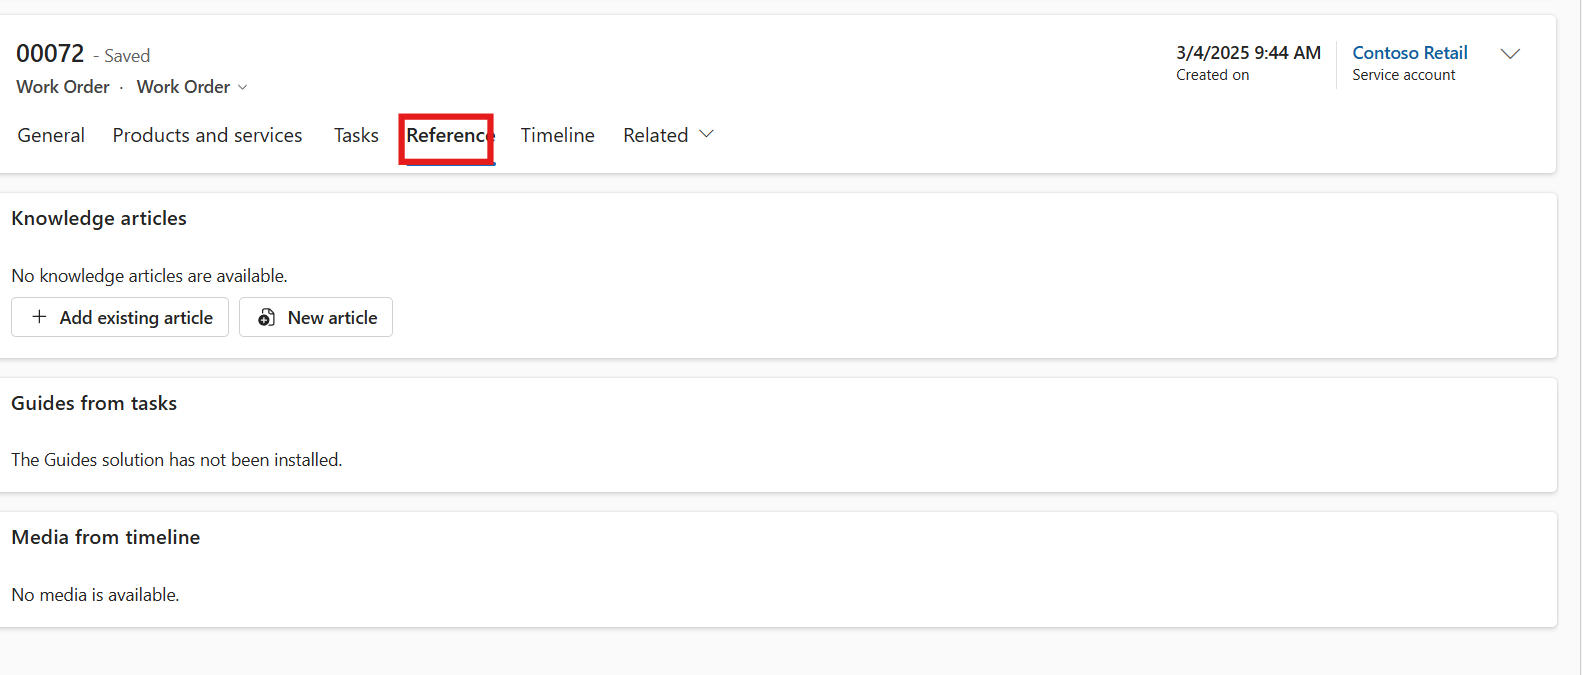 00072 - Saved
3/4/2025 9:44 AM
Created on
Contoso Retail
Service account
Work Order · Work Order
General Products and services Tasks Reference Timeline Related
Knowledge articles
No knowledge articles are available.
Add existing article New article
Guides from tasks
The Guides solution has not been installed.
Media from timeline
No media is available.